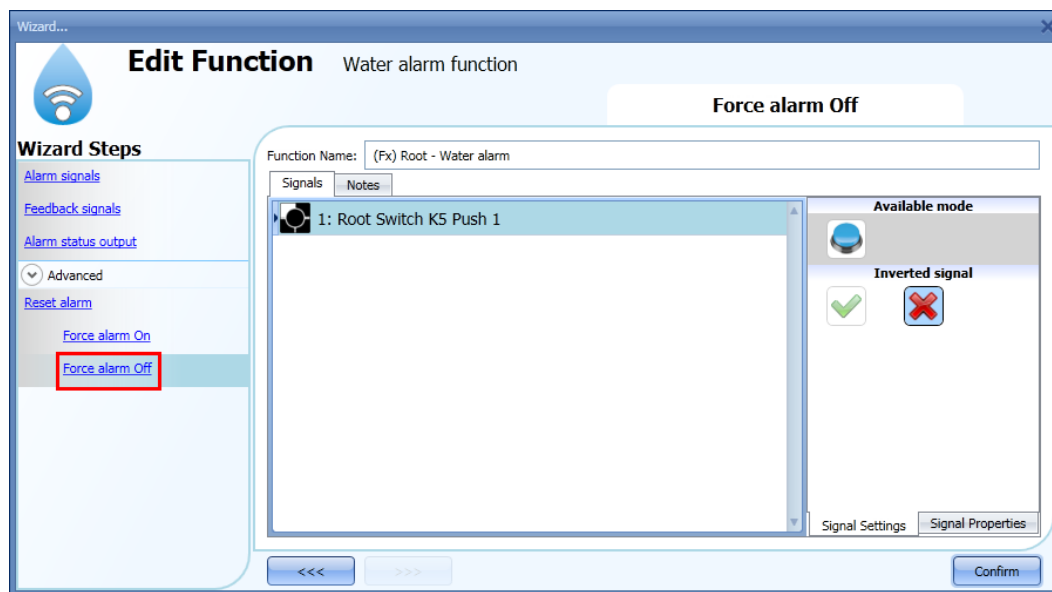 Wizard...
Edit Function Water alarm function
Force alarm Off
Wizard Steps
Alarm signals
Feedback signals
Alarm status output
Advanced
Reset alarm
Force alarm On
Force alarm Off
Function Name: (Fx) Root - Water alarm
Signals Notes
1: Root Switch K5 Push 1
Available mode
Inverted signal
Signal Settings Signal Properties
<<< >>> Confirm